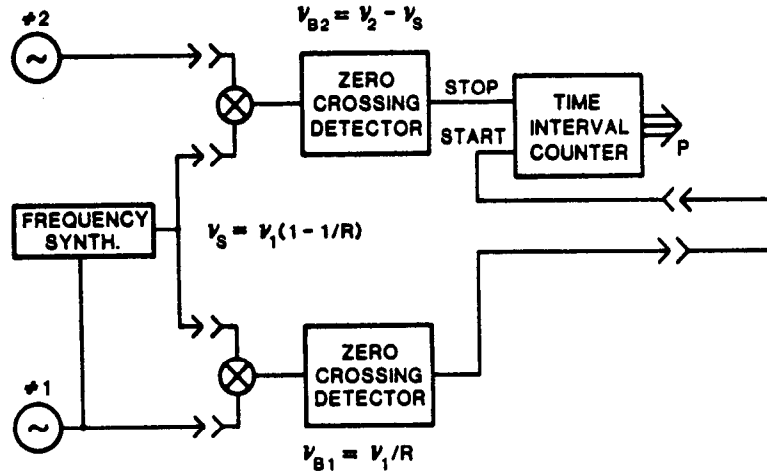 ≠2
ν_B2 = ν_2 - ν_S
ZERO
CROSSING
DETECTOR
STOP
START
TIME
INTERVAL
COUNTER
P
FREQUENCY
SYNTH.
ν_S = ν_1(1 - 1/R)
≠1
ZERO
CROSSING
DETECTOR
ν_B1 = ν_1/R